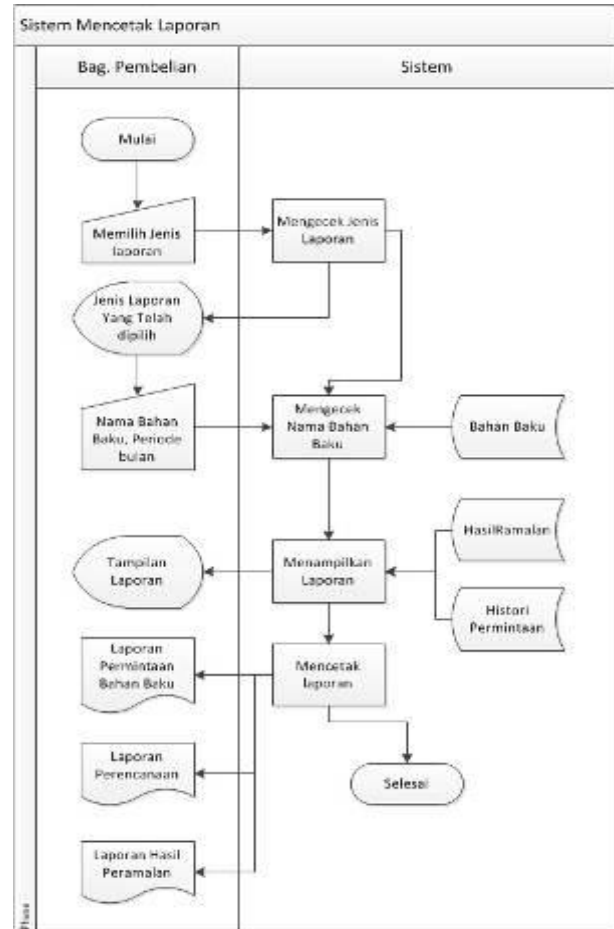 Sistem Mencetak Laporan
Bag. Pembelian
Sistem
Mulai
Memilih Jenis
laporan
Mengecek Jenis
Laporan
Jenis Laporan
Yang Telah
dipilih
Nama Bahan
Baku, Periode
bulan
Mengecek
Nama Bahan
Baku
Bahan Baku
HasilRamalan
Tampilan
Laporan
Menampilkan
Laporan
Histori
Permintaan
Laporan
Permintaan
Bahan Baku
Mencetak
laporan
Laporan
Perencanaan
Selesai
Laporan Hasil
Peramalan
Phase